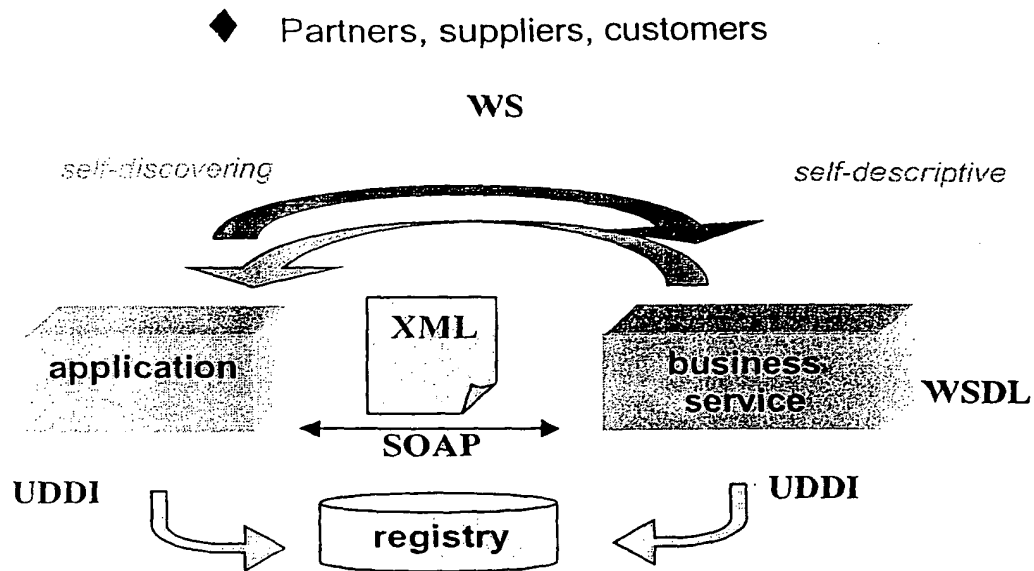 ◆ Partners, suppliers, customers
WS
self-discovering
self-descriptive
XML
application
business
service
WSDL
SOAP
UDDI
UDDI
registry